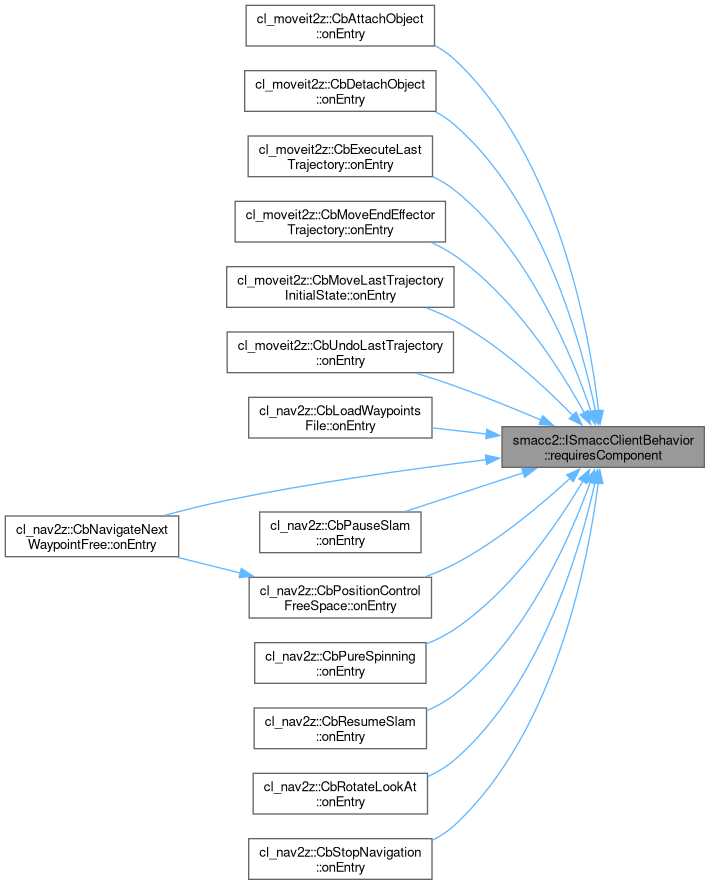 cl_moveit2z::CbAttachObject
::onEntry
cl_moveit2z::CbDetachObject
::onEntry
cl_moveit2z::CbExecuteLast
Trajectory::onEntry
cl_moveit2z::CbMoveEndEffector
Trajectory::onEntry
cl_moveit2z::CbMoveLastTrajectory
InitialState::onEntry
cl_moveit2z::CbUndoLastTrajectory
::onEntry
cl_nav2z::CbLoadWaypoints
File::onEntry
smacc2::ISmaccClientBehavior
::requiresComponent
cl_nav2z::CbNavigateNext
WaypointFree::onEntry
cl_nav2z::CbPauseSlam
::onEntry
cl_nav2z::CbPositionControl
FreeSpace::onEntry
cl_nav2z::CbPureSpinning
::onEntry
cl_nav2z::CbResumeSlam
::onEntry
cl_nav2z::CbRotateLookAt
::onEntry
cl_nav2z::CbStopNavigation
::onEntry